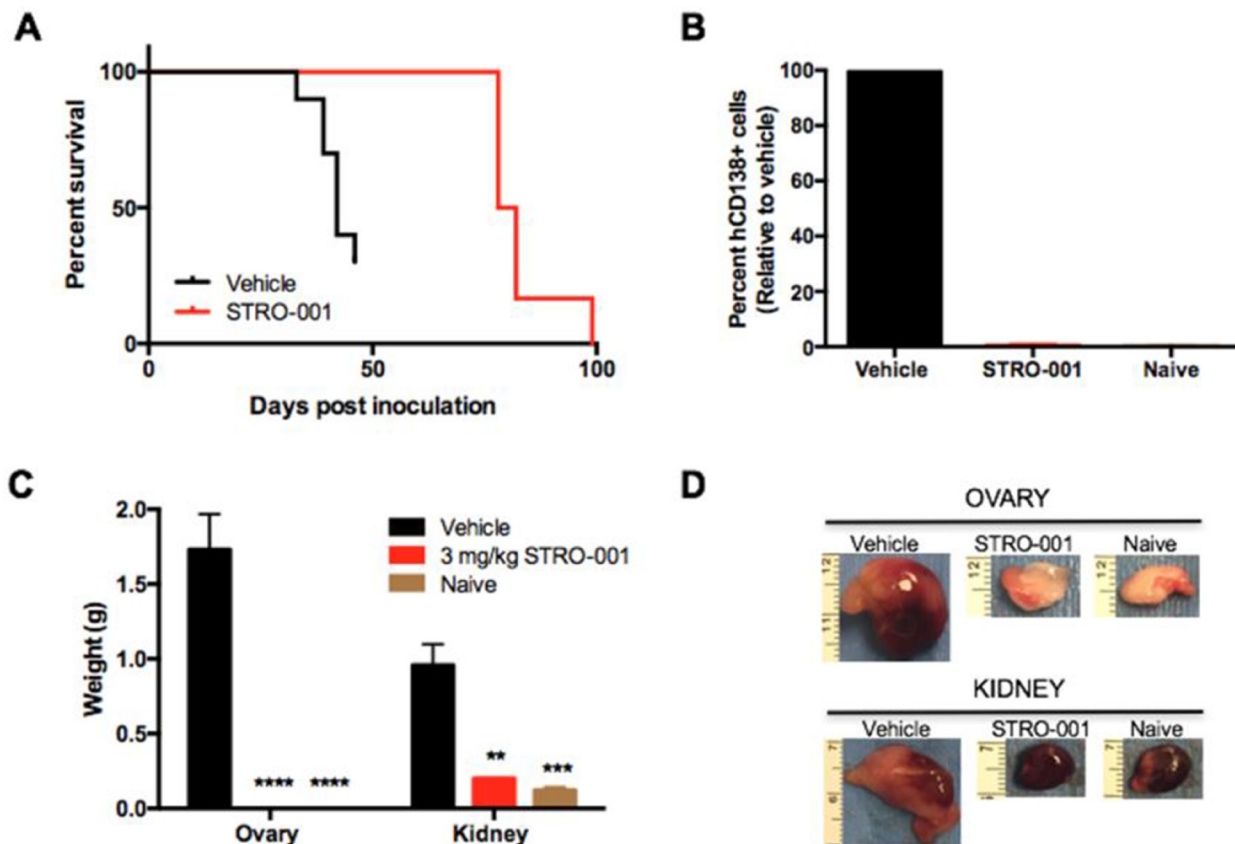 A
Percent survival
100
50
0
0
50
100
Vehicle
STRO-001
Days post inoculation
B
Percent hCD138+ cells
(Relative to vehicle)
100
80
60
40
20
0
Vehicle STRO-001 Naive
C
Weight (g)
2.0
1.5
1.0
0.5
0.0
Vehicle
3 mg/kg STRO-001
Naive
**** ****
** ***
Ovary Kidney
D
OVARY
Vehicle STRO-001 Naive
12
11
12
12
KIDNEY
Vehicle STRO-001 Naive
7
6
7
7